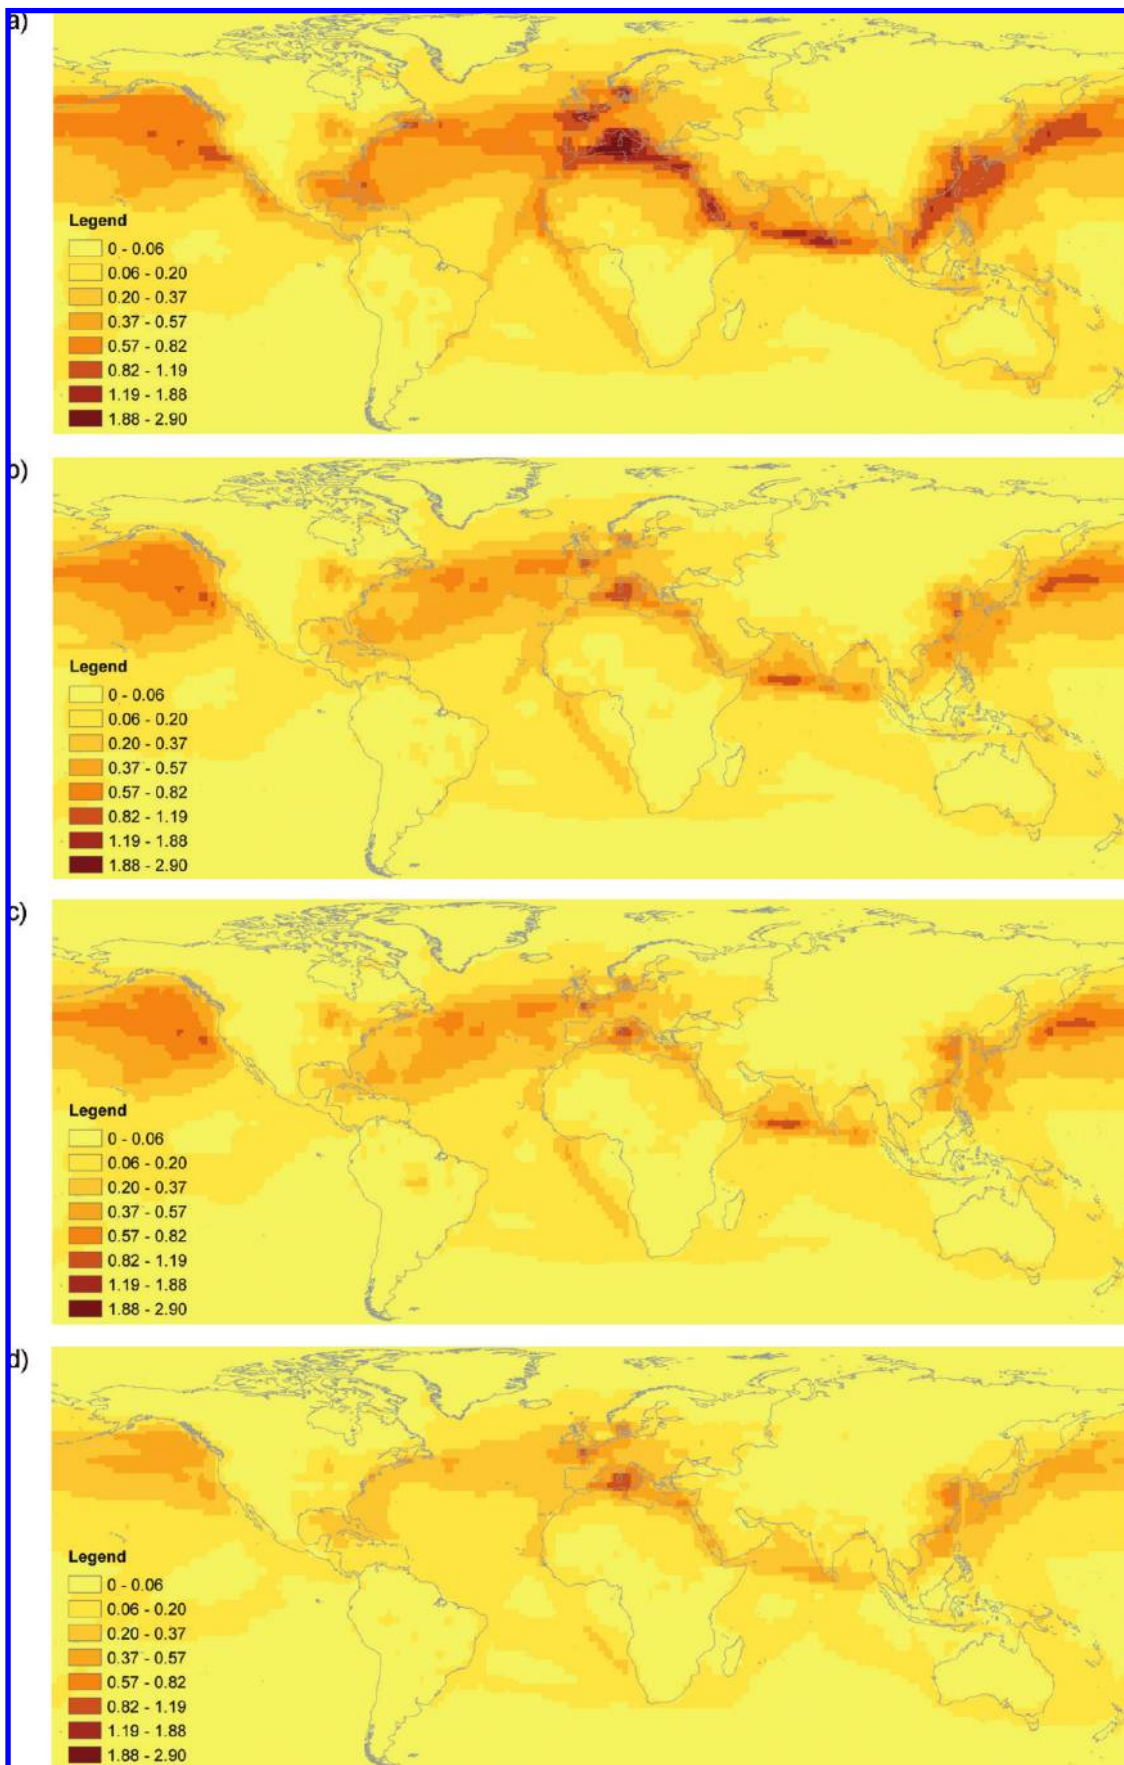 a)
Legend
0 - 0.06
0.06 - 0.20
0.20 - 0.37
0.37 - 0.57
0.57 - 0.82
0.82 - 1.19
1.19 - 1.88
1.88 - 2.90
b)
Legend
0 - 0.06
0.06 - 0.20
0.20 - 0.37
0.37 - 0.57
0.57 - 0.82
0.82 - 1.19
1.19 - 1.88
1.88 - 2.90
c)
Legend
0 - 0.06
0.06 - 0.20
0.20 - 0.37
0.37 - 0.57
0.57 - 0.82
0.82 - 1.19
1.19 - 1.88
1.88 - 2.90
d)
Legend
0 - 0.06
0.06 - 0.20
0.20 - 0.37
0.37 - 0.57
0.57 - 0.82
0.82 - 1.19
1.19 - 1.88
1.88 - 2.90